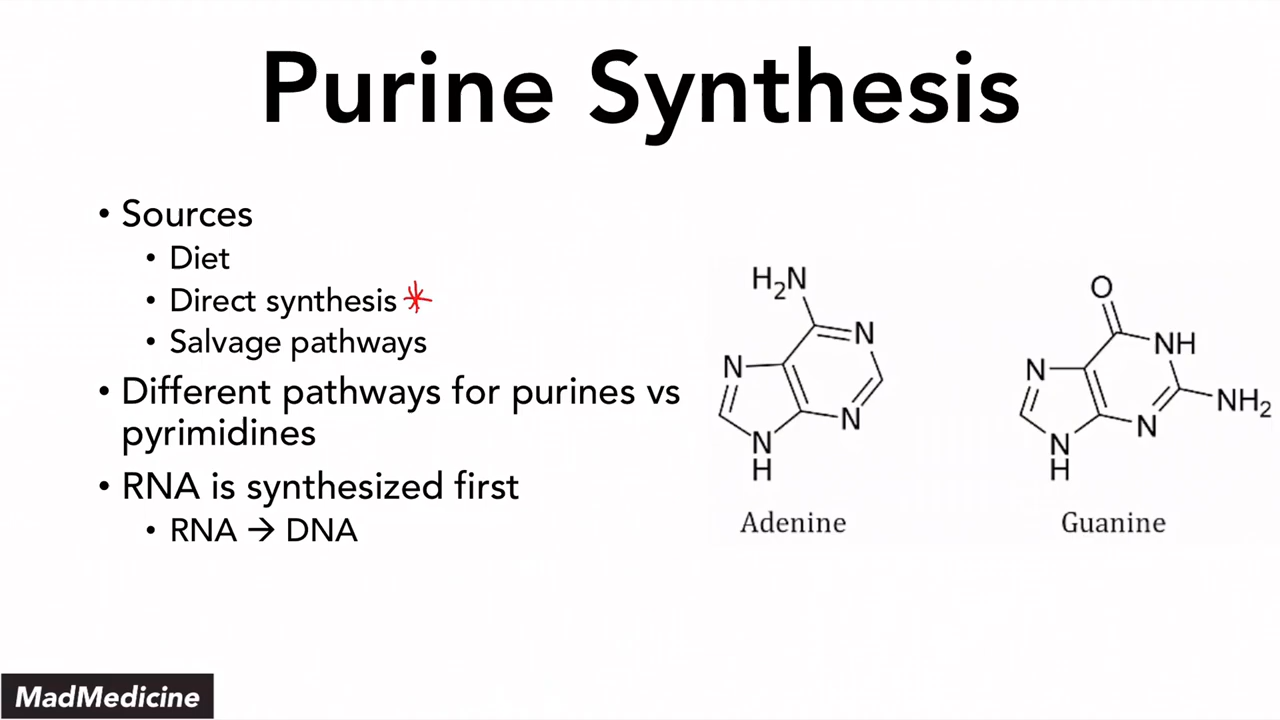 Purine Synthesis
• Sources
• Diet
• Direct synthesis *
• Salvage pathways
• Different pathways for purines vs
pyrimidines
• RNA is synthesized first
• RNA → DNA
H₂N
N
N
N
N
H
Adenine
O
NH
N
NH₂
N
N
H
Guanine
MadMedicine